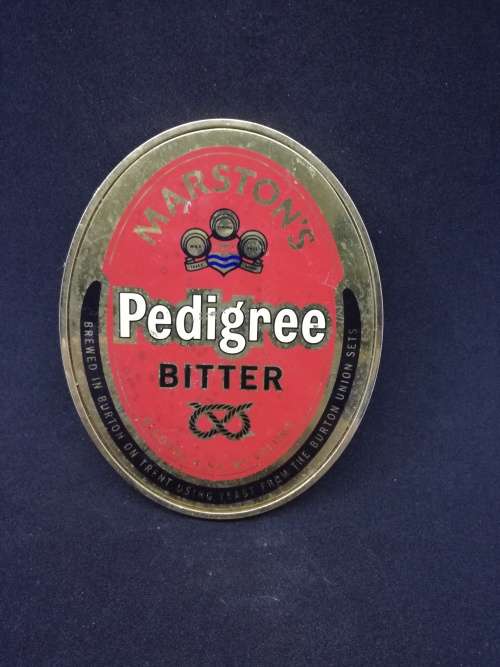 MARSTON'S
Pedigree
BITTER
BREWED IN BURTON ON TRENT USING YEAST FROM THE BURTON UNION SETS